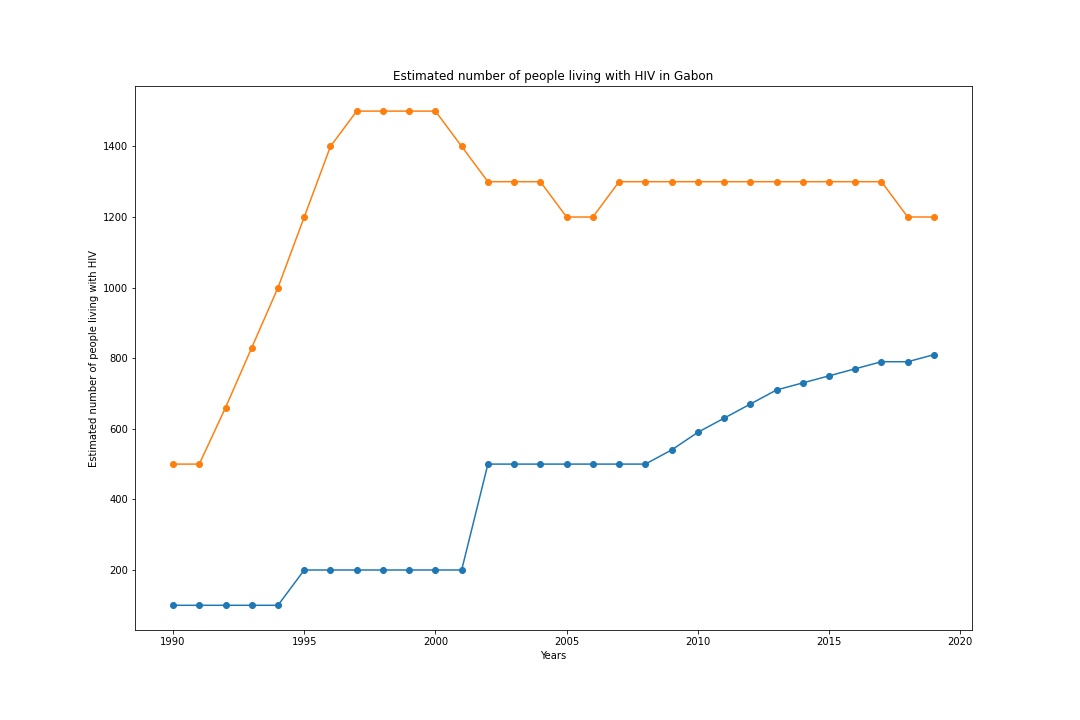 Estimated number of people living with HIV in Gabon
Estimated number of people living with HIV
1400
1200
1000
800
600
400
200
1990 1995 2000 2005 2010 2015 2020
Years